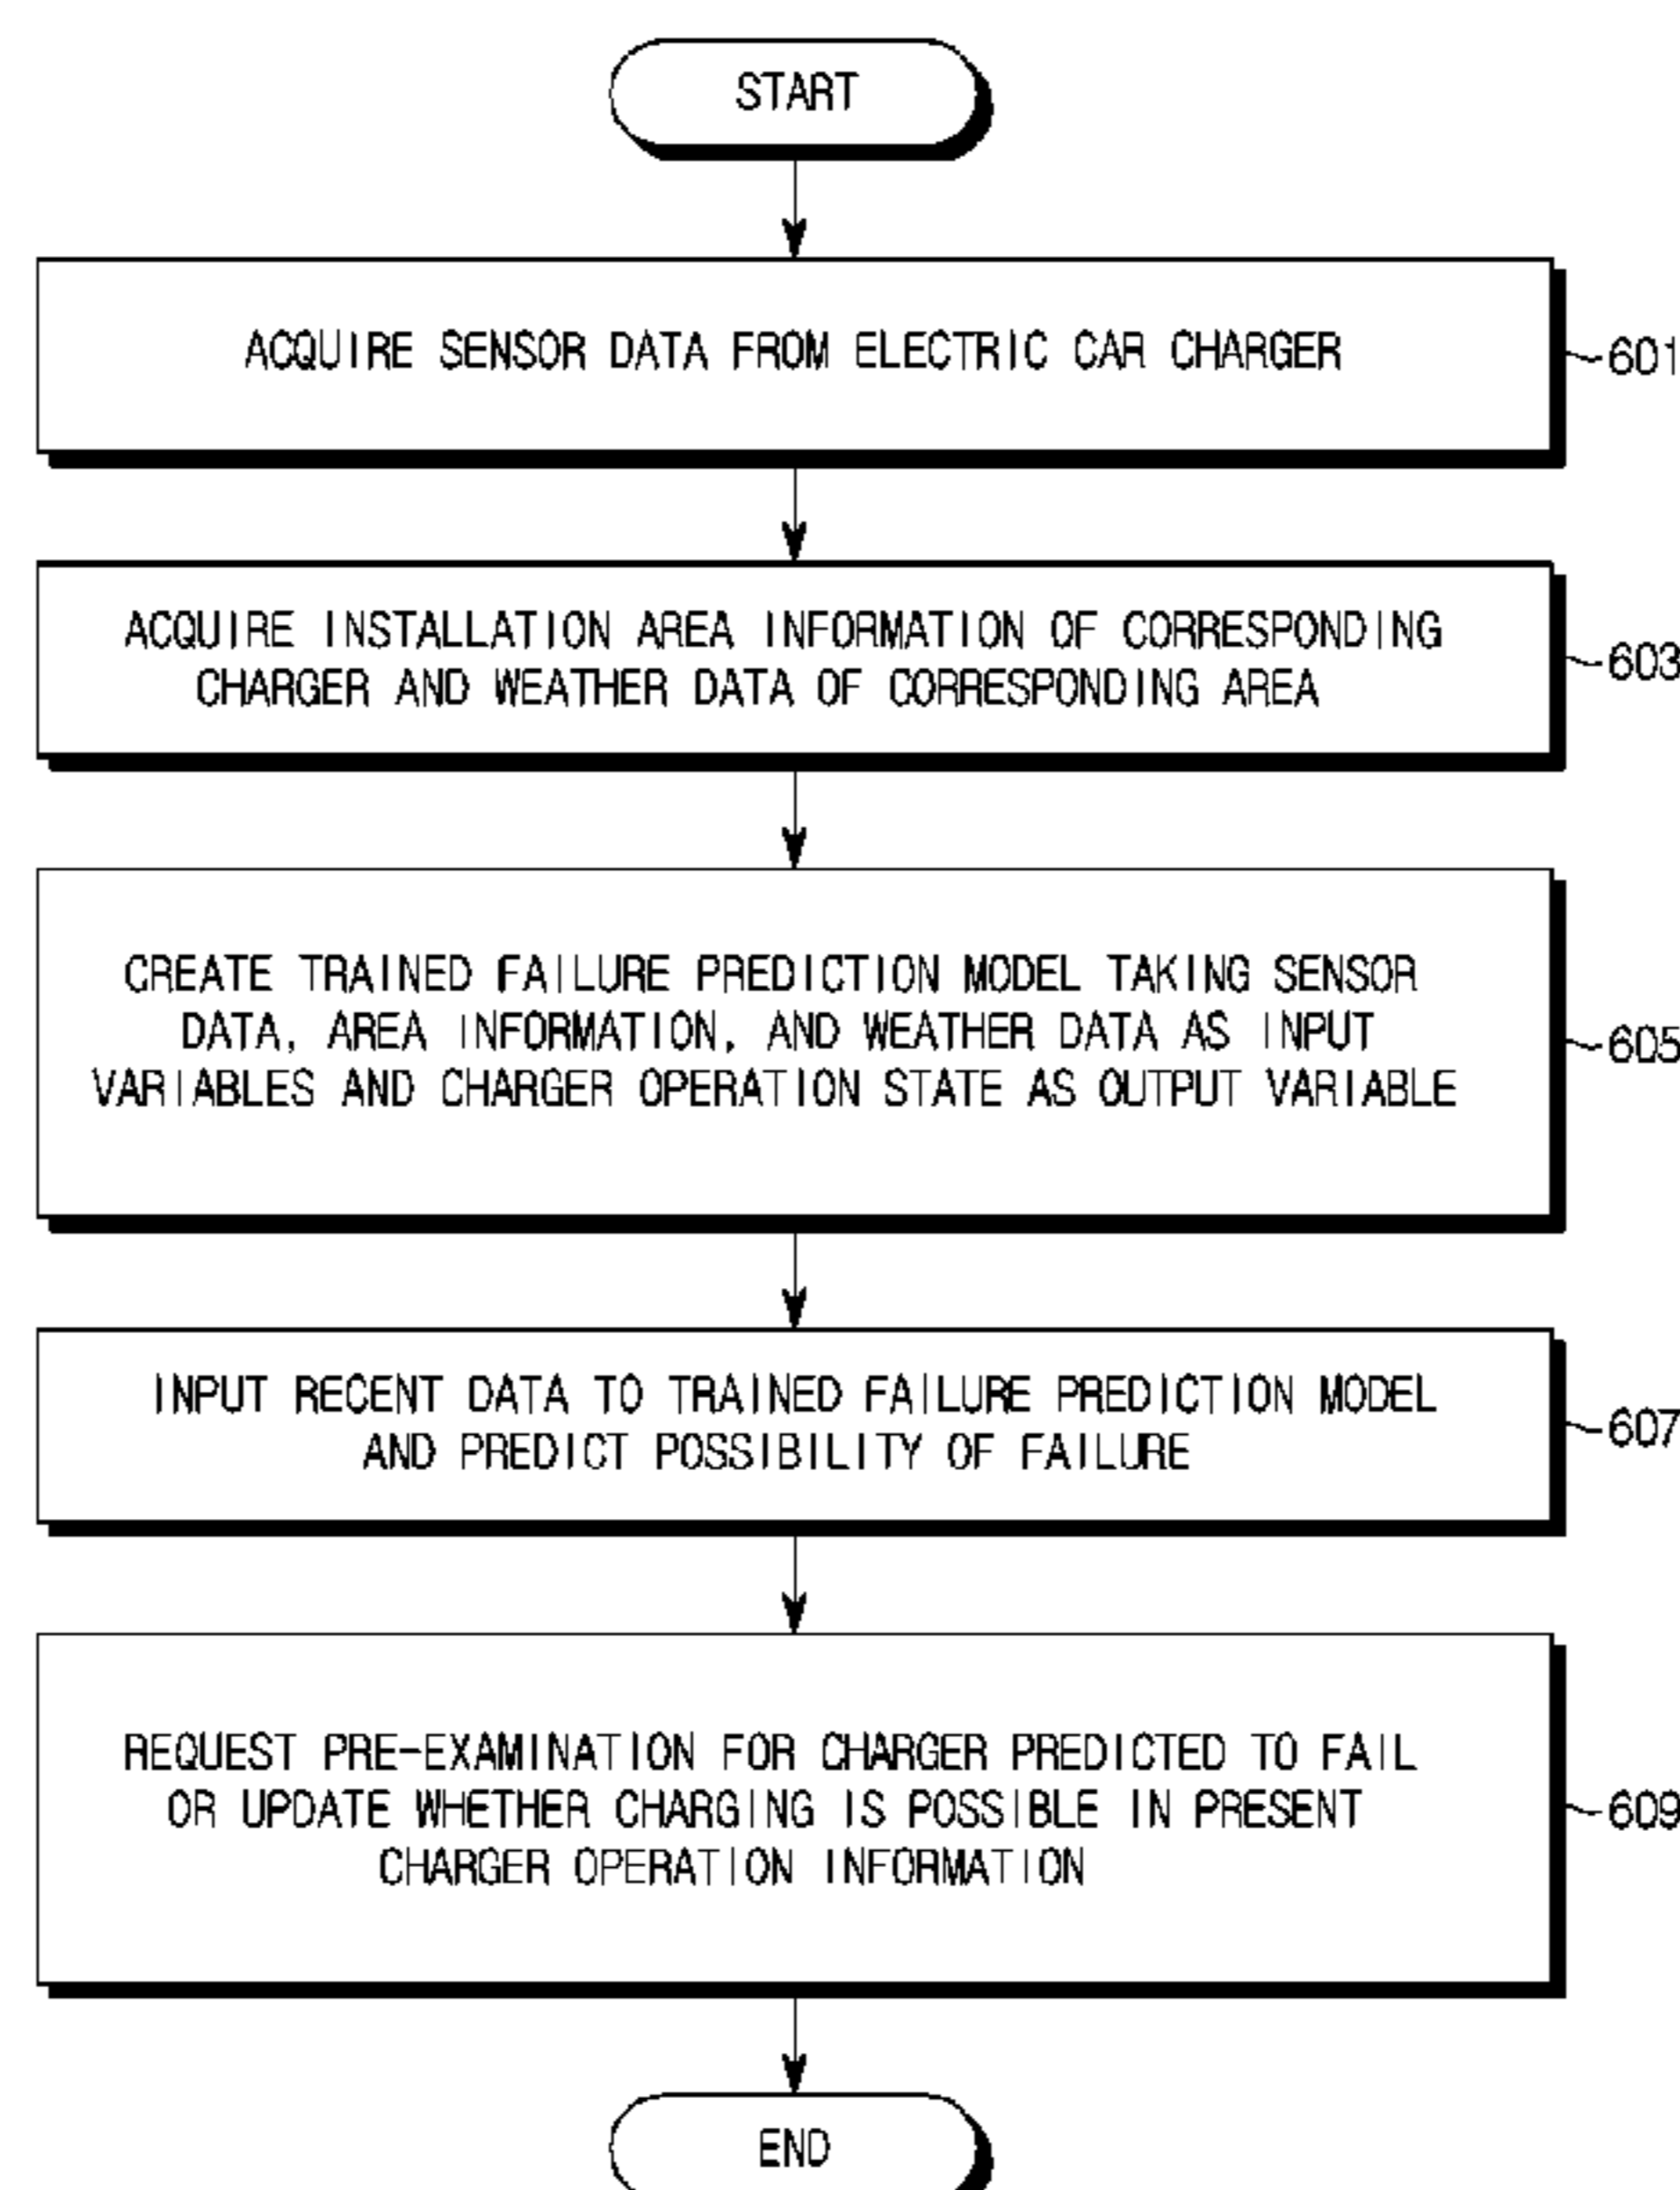 START
ACQUIRE SENSOR DATA FROM ELECTRIC CAR CHARGER
601
ACQUIRE INSTALLATION AREA INFORMATION OF CORRESPONDING
CHARGER AND WEATHER DATA OF CORRESPONDING AREA
603
CREATE TRAINED FAILURE PREDICTION MODEL TAKING SENSOR
DATA, AREA INFORMATION, AND WEATHER DATA AS INPUT
VARIABLES AND CHARGER OPERATION STATE AS OUTPUT VARIABLE
605
INPUT RECENT DATA TO TRAINED FAILURE PREDICTION MODEL
AND PREDICT POSSIBILITY OF FAILURE
607
REQUEST PRE-EXAMINATION FOR CHARGER PREDICTED TO FAIL
OR UPDATE WHETHER CHARGING IS POSSIBLE IN PRESENT
CHARGER OPERATION INFORMATION
609
END